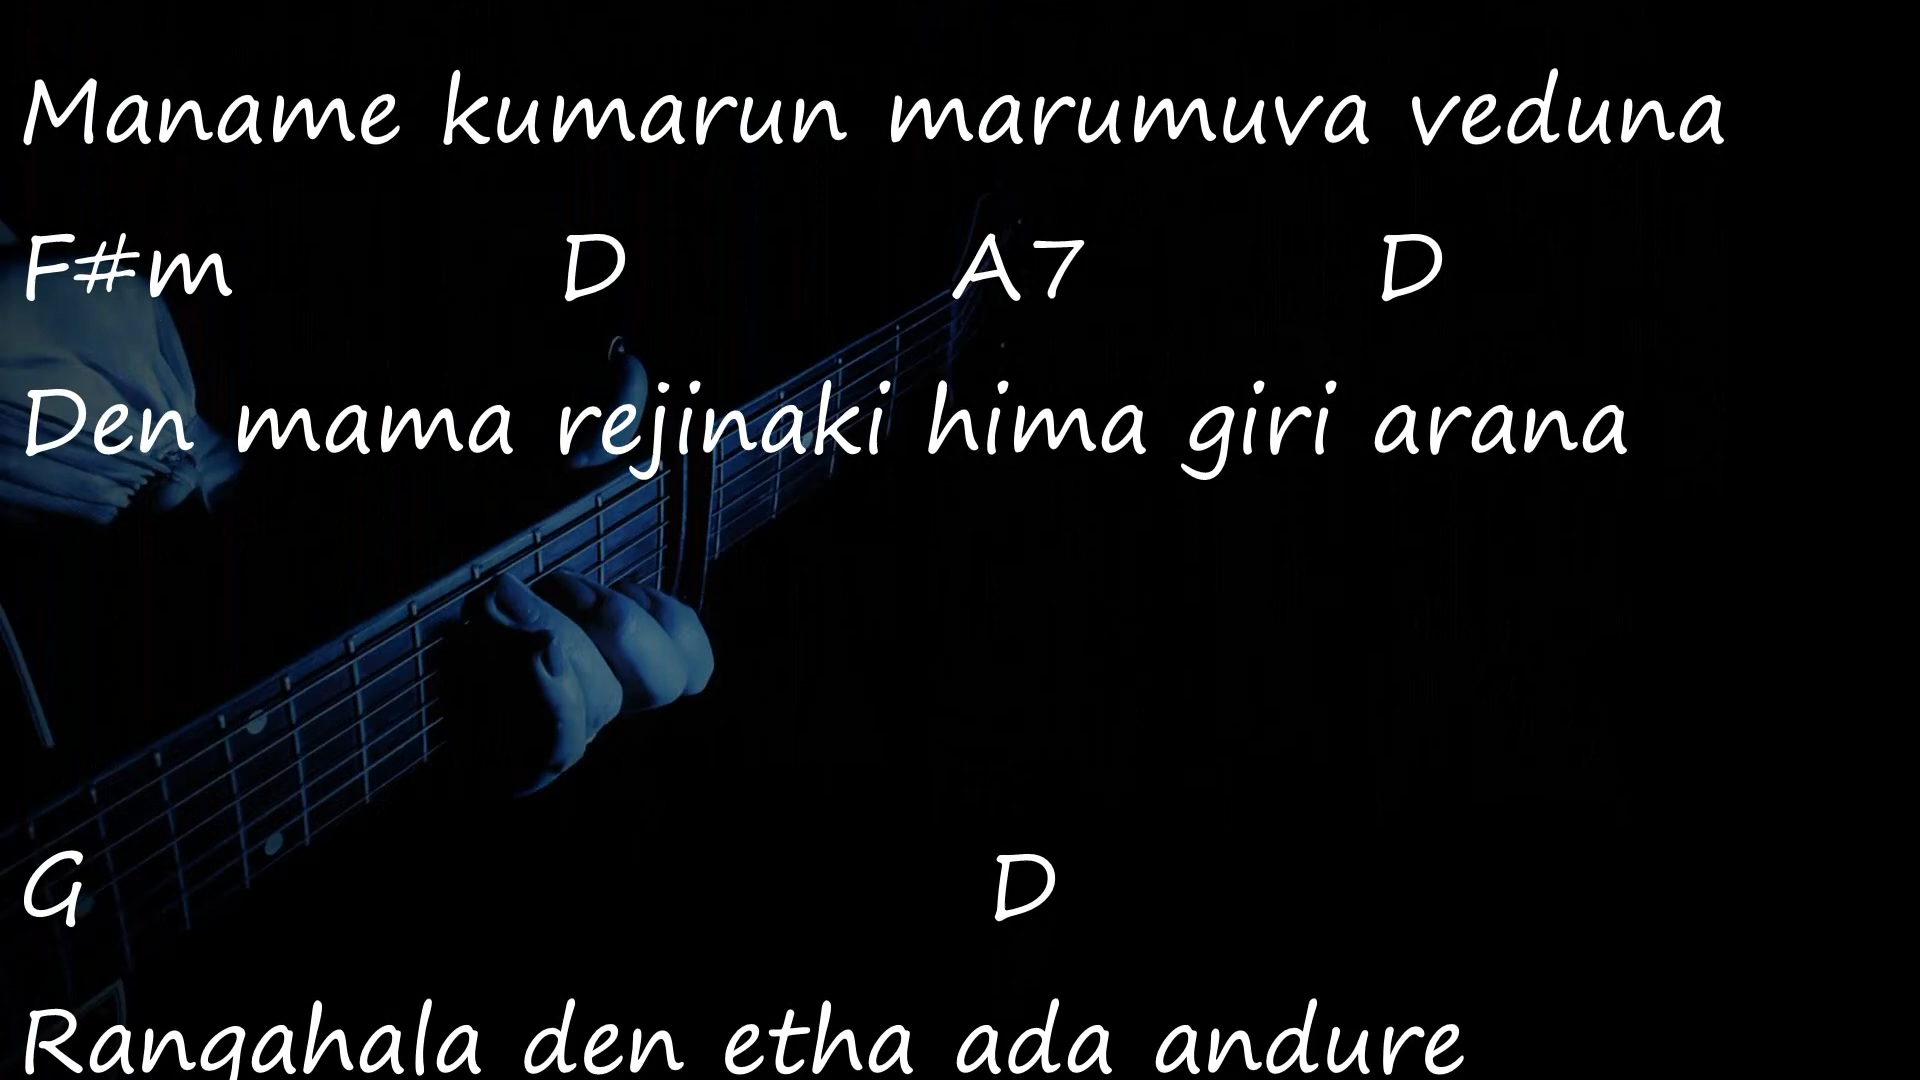 Maname kumarun marumuva veduna
F#m D A7 D
Den mama rejinaki hima giri arana
G D
Rangahala den etha ada andure